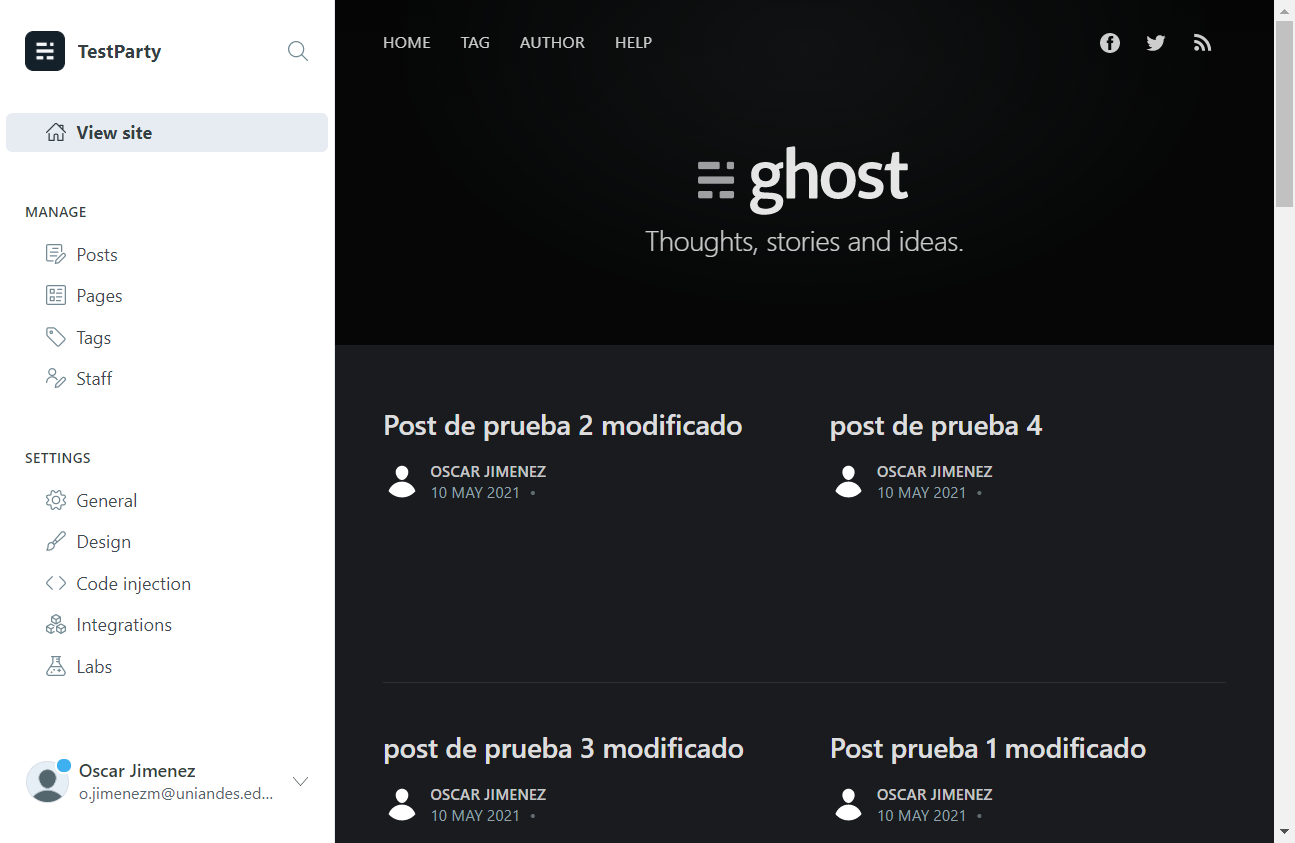 TestParty
View site
MANAGE
Posts
Pages
Tags
Staff
SETTINGS
General
Design
Code injection
Integrations
Labs
Oscar Jimenez
o.jimenezm@uniandes.ed...
HOME TAG AUTHOR HELP
ghost
Thoughts, stories and ideas.
Post de prueba 2 modificado
OSCAR JIMENEZ
10 MAY 2021 •
post de prueba 4
OSCAR JIMENEZ
10 MAY 2021 •
post de prueba 3 modificado
OSCAR JIMENEZ
10 MAY 2021 •
Post prueba 1 modificado
OSCAR JIMENEZ
10 MAY 2021 •